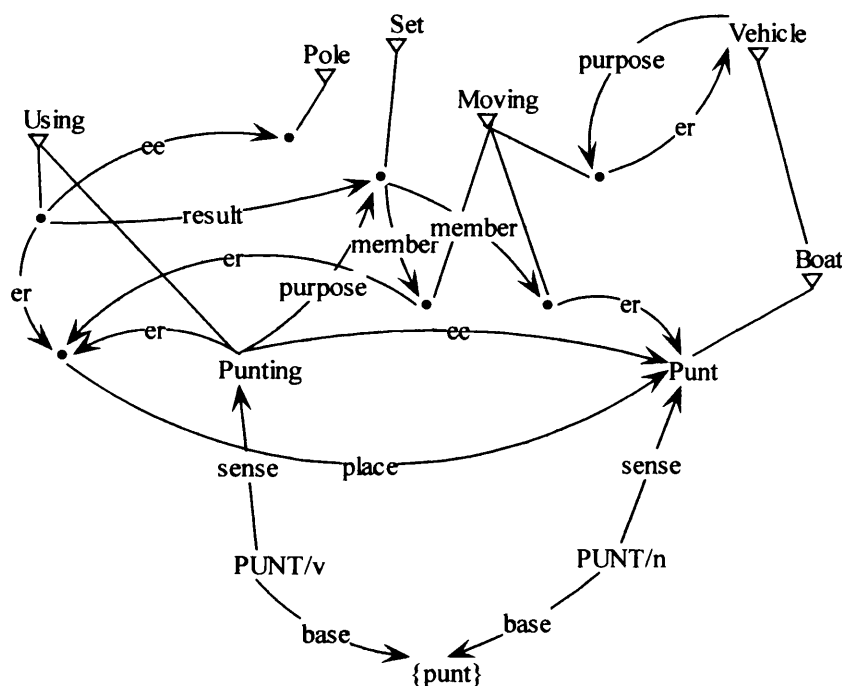 Set
Vehicle
Pole
purpose
Moving
Using
ee
er
result
member
member
er
Boat
er
purpose
er
er
ee
Punting
Punt
sense
place
sense
PUNT/v
PUNT/n
base
base
{punt}